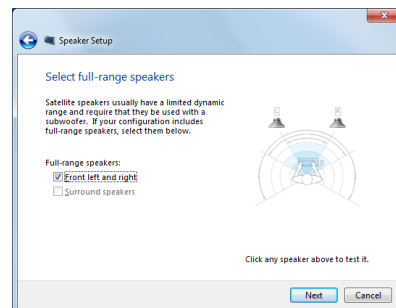 Speaker Setup
Select full-range speakers
Satellite speakers usually have a limited dynamic
range and require that they be used with a
subwoofer. If your configuration includes
full-range speakers, select them below.
L R
Full-range speakers:
Front left and right
Surround speakers
Click any speaker above to test it.
Next Cancel